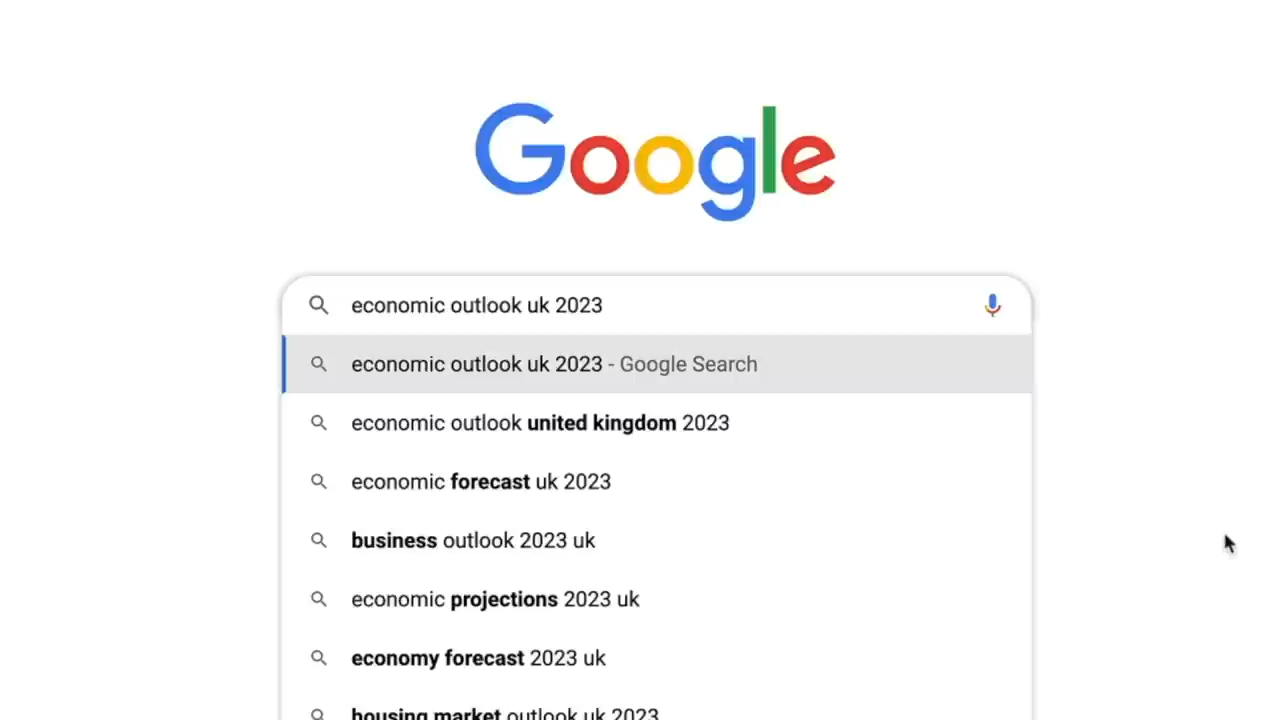 Google
economic outlook uk 2023
economic outlook uk 2023 - Google Search
economic outlook united kingdom 2023
economic forecast uk 2023
business outlook 2023 uk
economic projections 2023 uk
economy forecast 2023 uk
housing market outlook uk 2023